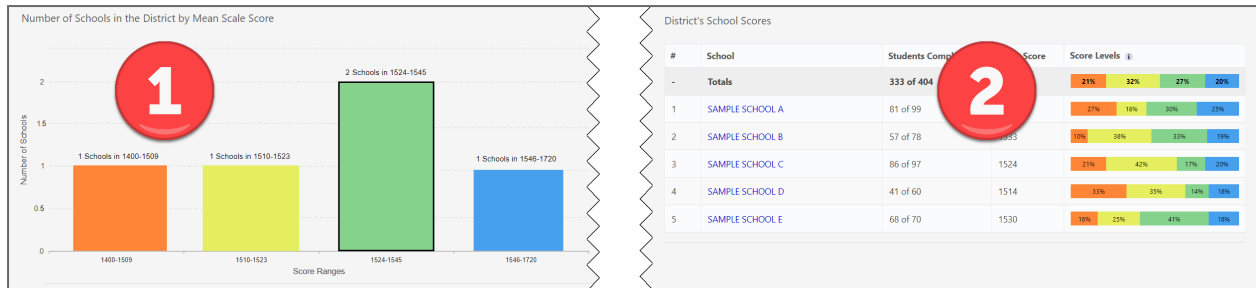 Number of Schools in the District by Mean Scale Score
2 Schools in 1524-1545
1 Schools in 1400-1509
1 Schools in 1510-1523
1 Schools in 1546-1720
2
1.5
1
0.5
0
Number of Schools
1400-1509 1510-1523 1524-1545 1546-1720
Score Ranges
1
District's School Scores
# School Students Score Score Levels i
- Totals 333 of 404 21% 32% 27% 20%
1 SAMPLE SCHOOL A 81 of 99 27% 18% 30% 25%
2 SAMPLE SCHOOL B 57 of 78 10% 38% 33% 19%
3 SAMPLE SCHOOL C 86 of 97 1524 21% 42% 17% 20%
4 SAMPLE SCHOOL D 41 of 60 1514 33% 35% 14% 18%
5 SAMPLE SCHOOL E 68 of 70 1530 16% 25% 41% 18%
2